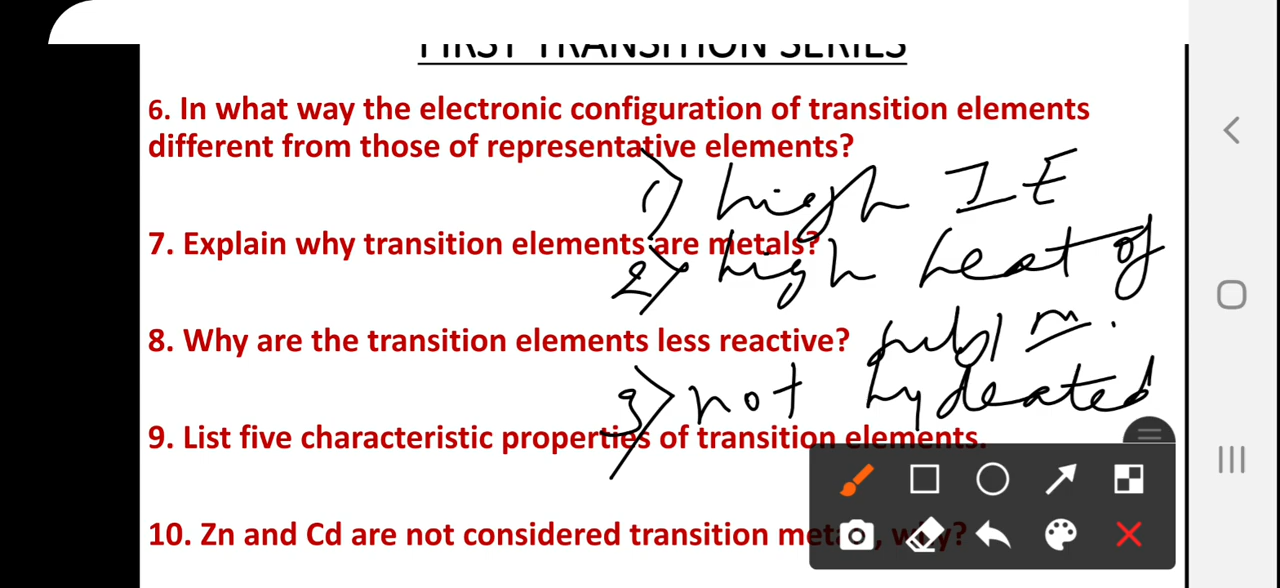 FIRST TRANSITION SERIES
6. In what way the electronic configuration of transition elements
different from those of representative elements?
1) high I E
7. Explain why transition elements are metals?
2) high heat of
8. Why are the transition elements less reactive?
subl m.
3) not hydrated
9. List five characteristic properties of transition elements.
10. Zn and Cd are not considered transition metals, why?